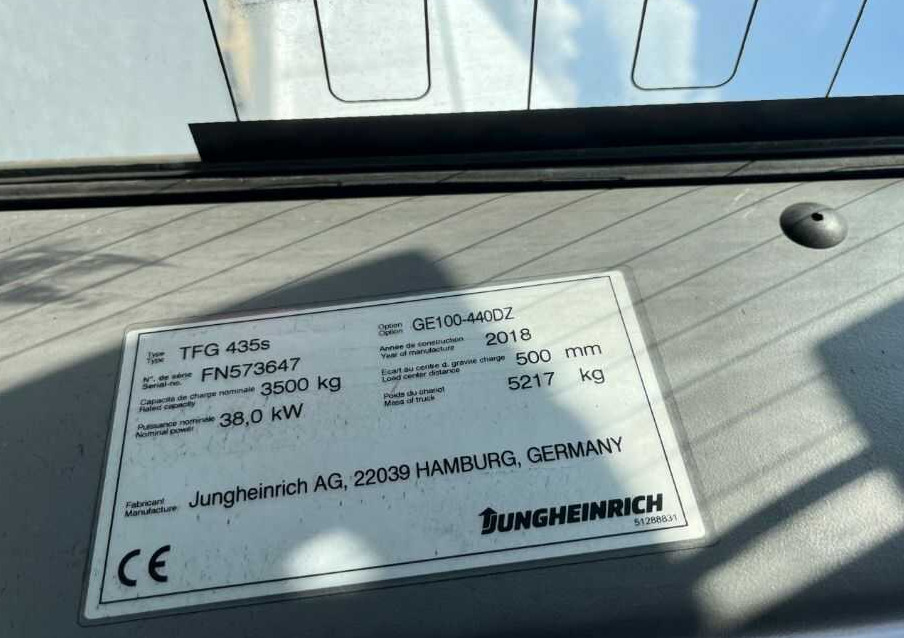 Type TFG 435s
Type
Option GE100-440DZ
Option
N°. de série FN573647
Serial-no.
Année de construction 2018
Year of manufacture
Capacité de charge nominale 3500 kg
Rated capacity
Ecart au centre d. gravité charge 500 mm
Load center distance
Puissance nominale 38,0 kW
Nominal power
Poids du chariot 5217 kg
Mass of truck
Fabricant Jungheinrich AG, 22039 HAMBURG, GERMANY
Manufacture
CE
JUNGHEINRICH
51288831